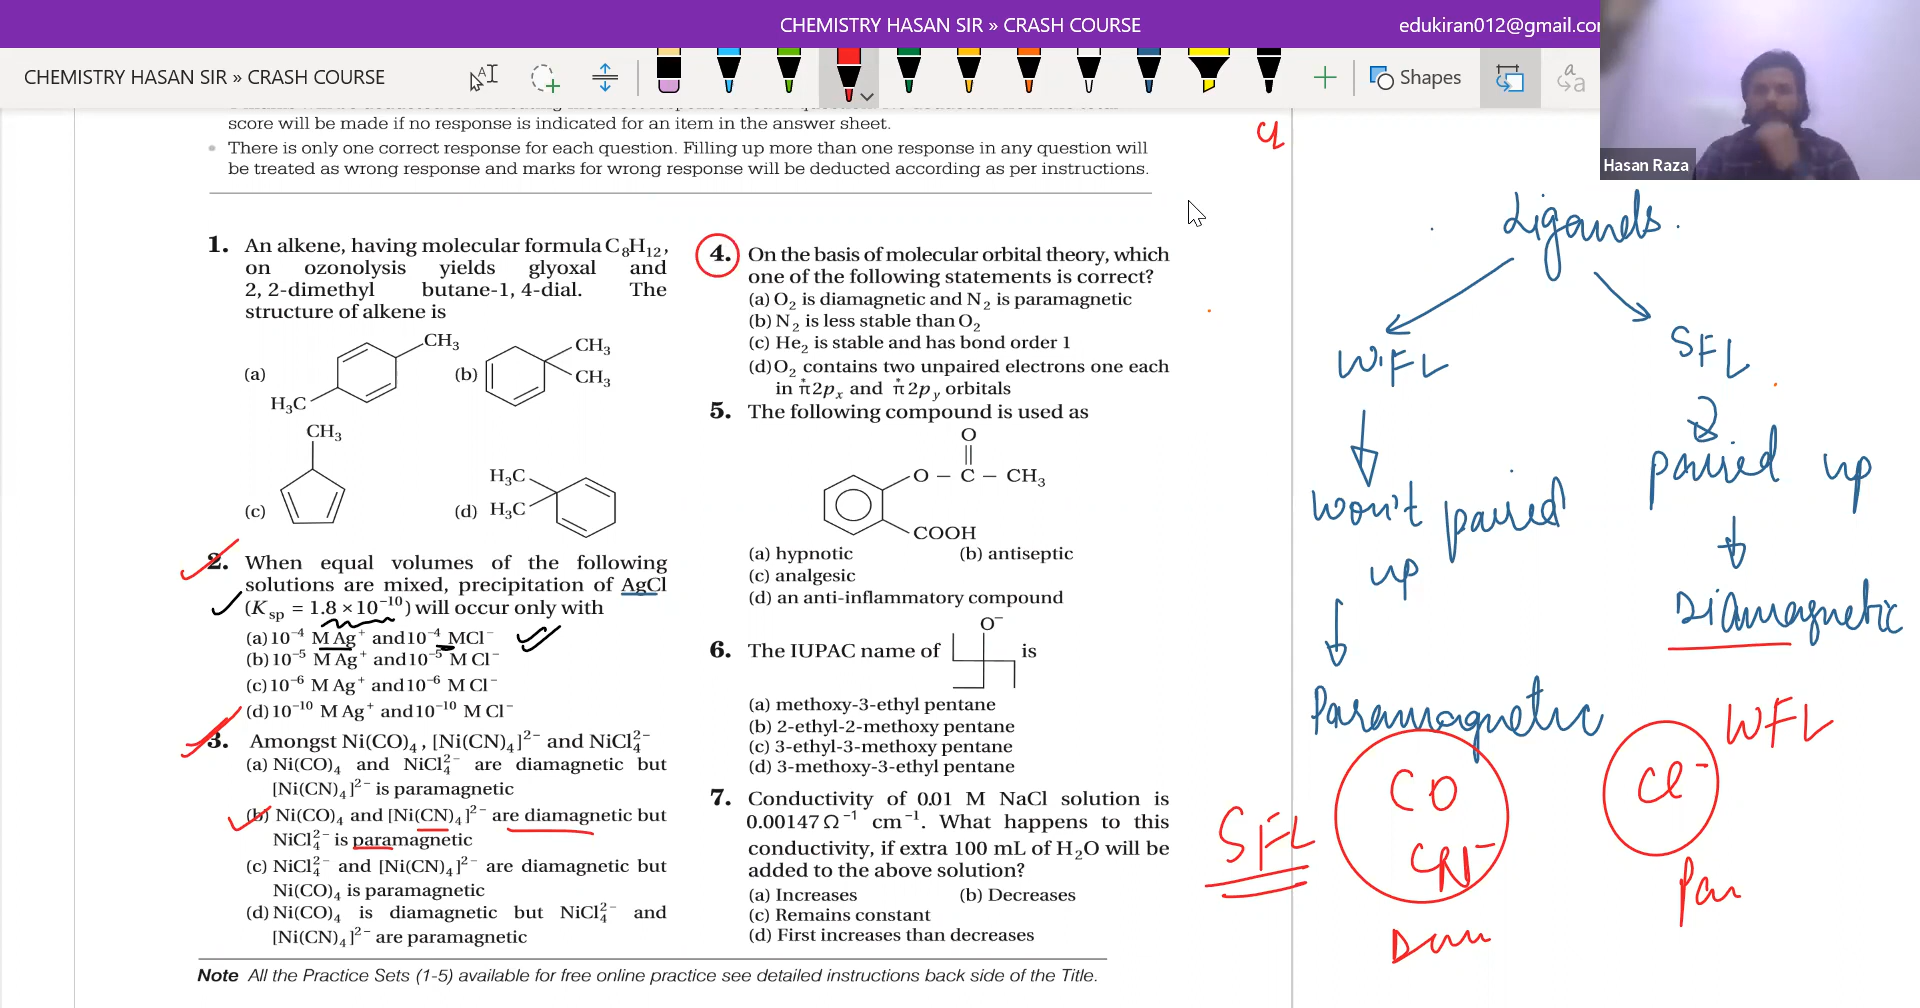 CHEMISTRY HASAN SIR » CRASH COURSE
edukiran012@gmail.co
CHEMISTRY HASAN SIR » CRASH COURSE
Shapes
Hasan Raza
score will be made if no response is indicated for an item in the answer sheet.
• There is only one correct response for each question. Filling up more than one response in any question will
be treated as wrong response and marks for wrong response will be deducted according as per instructions.
1. An alkene, having molecular formula C₈H₁₂,
on ozonolysis yields glyoxal and
2, 2-dimethyl butane-1, 4-dial. The
structure of alkene is
(a) CH₃ H₃C
(b) CH₃ CH₃
(c) CH₃
(d) H₃C H₃C
2. When equal volumes of the following
solutions are mixed, precipitation of AgCl
(Kₛₚ = 1.8 × 10⁻¹⁰) will occur only with
(a) 10⁻⁴ M Ag⁺ and 10⁻⁴ MCl⁻
(b) 10⁻⁵ M Ag⁺ and 10⁻⁵ M Cl⁻
(c) 10⁻⁶ M Ag⁺ and 10⁻⁶ M Cl⁻
(d) 10⁻¹⁰ M Ag⁺ and 10⁻¹⁰ M Cl⁻
3. Amongst Ni(CO)₄, [Ni(CN)₄]²⁻ and NiCl₄²⁻
(a) Ni(CO)₄ and NiCl₄²⁻ are diamagnetic but
[Ni(CN)₄]²⁻ is paramagnetic
(b) Ni(CO)₄ and [Ni(CN)₄]²⁻ are diamagnetic but
NiCl₄²⁻ is paramagnetic
(c) NiCl₄²⁻ and [Ni(CN)₄]²⁻ are diamagnetic but
Ni(CO)₄ is paramagnetic
(d) Ni(CO)₄ is diamagnetic but NiCl₄²⁻ and
[Ni(CN)₄]²⁻ are paramagnetic
4. On the basis of molecular orbital theory, which
one of the following statements is correct?
(a) O₂ is diamagnetic and N₂ is paramagnetic
(b) N₂ is less stable than O₂
(c) He₂ is stable and has bond order 1
(d) O₂ contains two unpaired electrons one each
in π*2pₓ and π*2p_y orbitals
5. The following compound is used as
O
O – C – CH₃
COOH
(a) hypnotic (b) antiseptic
(c) analgesic
(d) an anti-inflammatory compound
O⁻
6. The IUPAC name of is
(a) methoxy-3-ethyl pentane
(b) 2-ethyl-2-methoxy pentane
(c) 3-ethyl-3-methoxy pentane
(d) 3-methoxy-3-ethyl pentane
7. Conductivity of 0.01 M NaCl solution is
0.00147 Ω⁻¹ cm⁻¹. What happens to this
conductivity, if extra 100 mL of H₂O will be
added to the above solution?
(a) Increases (b) Decreases
(c) Remains constant
(d) First increases than decreases
Note All the Practice Sets (1-5) available for free online practice see detailed instructions back side of the Title.
Ligands
WFL
SFL
won't paired
up
paired up
Paramagnetic
Diamagnetic
SFL
CO
CN⁻
Cl⁻
WFL
Para